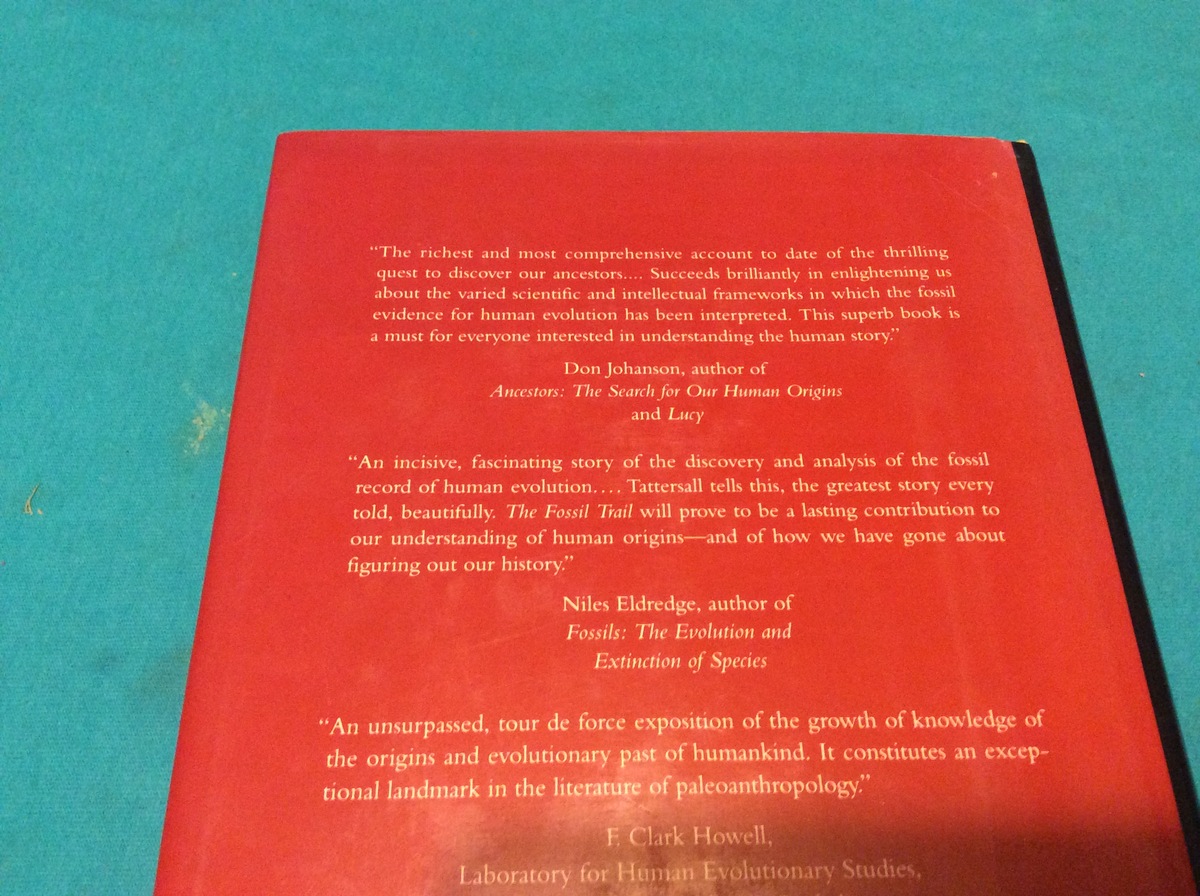 “The richest and most comprehensive account to date of the thrilling
quest to discover our ancestors.... Succeeds brilliantly in enlightening us
about the varied scientific and intellectual frameworks in which the fossil
evidence for human evolution has been interpreted. This superb book is
a must for everyone interested in understanding the human story.”
Don Johanson, author of
Ancestors: The Search for Our Human Origins
and Lucy
“An incisive, fascinating story of the discovery and analysis of the fossil
record of human evolution.... Tattersall tells this, the greatest story every
told, beautifully. The Fossil Trail will prove to be a lasting contribution to
our understanding of human origins—and of how we have gone about
figuring out our history.”
Niles Eldredge, author of
Fossils: The Evolution and
Extinction of Species
“An unsurpassed, tour de force exposition of the growth of knowledge of
the origins and evolutionary past of humankind. It constitutes an excep-
tional landmark in the literature of paleoanthropology.”
F. Clark Howell,
Laboratory for Human Evolutionary Studies,